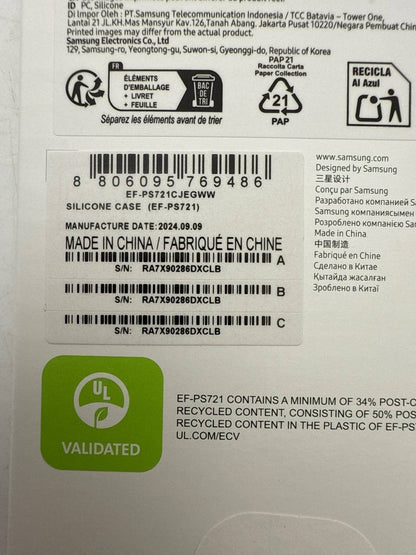 ID PC, Silicone
Di Impor Oleh : PT.Samsung Telecommunication Indonesia / TCC Batavia – Tower One,
Lantai 21 JL.KH.Mas Mansyur Kav.126,Tanah Abang. Jakarta Pusat 10220/Negara Pembuat Chin
Printed images may differ from the actual product.
Samsung Electronics Co., Ltd
129, Samsung-ro, Yeongtong-gu, Suwon-si, Gyeonggi-do, Republic of Korea
PAP 21
Raccolta Carta
Paper Collection
FR
ÉLÉMENTS
D'EMBALLAGE
+ LIVRET
+ FEUILLE
BAC
DE
TRI
Séparez les éléments avant de trier
21
PAP
RECICLA
Al Azul
8 806095 769486
EF-PS721CJEGWW
SILICONE CASE (EF-PS721)
MANUFACTURE DATE:2024.09.09
MADE IN CHINA / FABRIQUÉ EN CHINE
A
S/N: RA7X90286DXCLB
B
S/N: RA7X90286DXCLB
C
S/N: RA7X90286DXCLB
www.samsung.com
Designed by Samsung
三星设计
Conçu par Samsung
Разработано компанией Sa
Samsung компаниясымен
Розроблено компанією Sam
Made in China
中国制造
Fabriqué en Chine
Сделано в Китае
Қытайда жасалған
Зроблено в Китаї
UL
VALIDATED
EF-PS721 CONTAINS A MINIMUM OF 34% POST-C
RECYCLED CONTENT, CONSISTING OF 50% POS
RECYCLED CONTENT IN THE PLASTIC OF EF-PS7
UL.COM/ECV